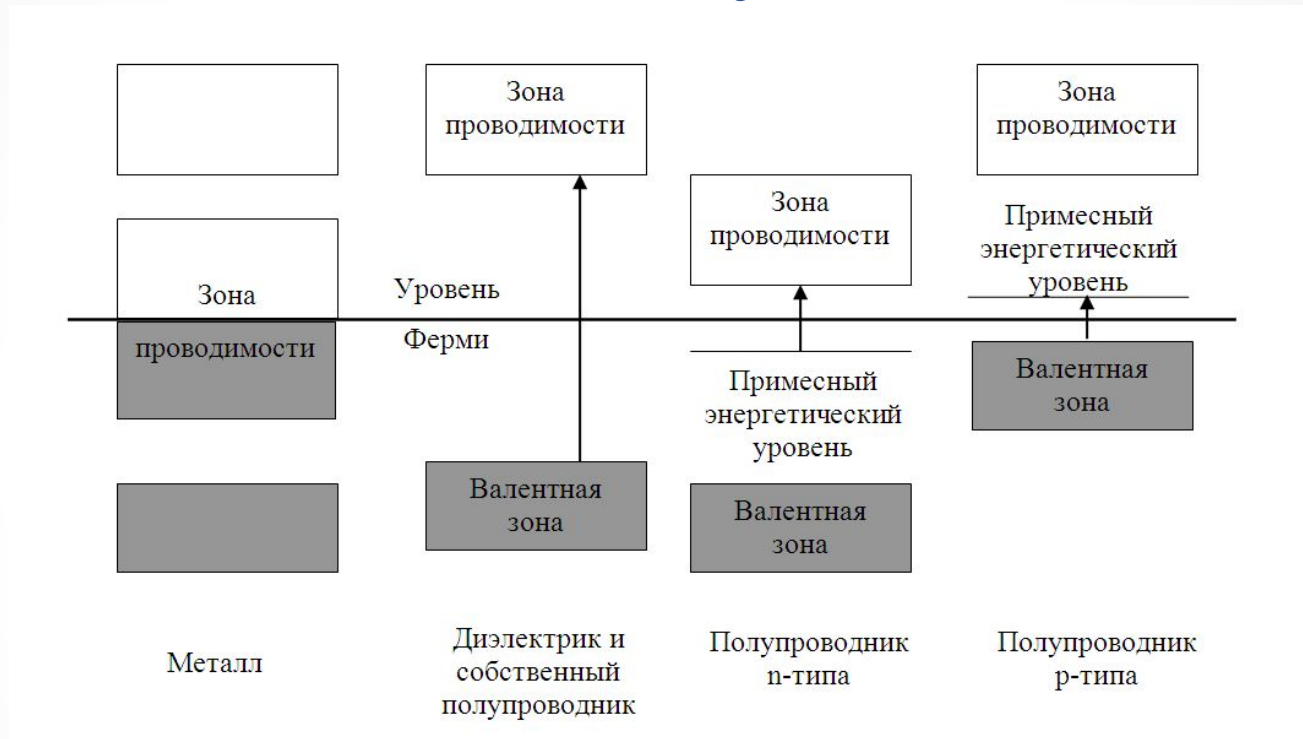 Зона
проводимости
Уровень
Ферми
Металл
Зона
проводимости
Валентная
зона
Диэлектрик и
собственный
полупроводник
Зона
проводимости
Примесный
энергетический
уровень
Валентная
зона
Полупроводник
n-типа
Зона
проводимости
Примесный
энергетический
уровень
Валентная
зона
Полупроводник
p-типа